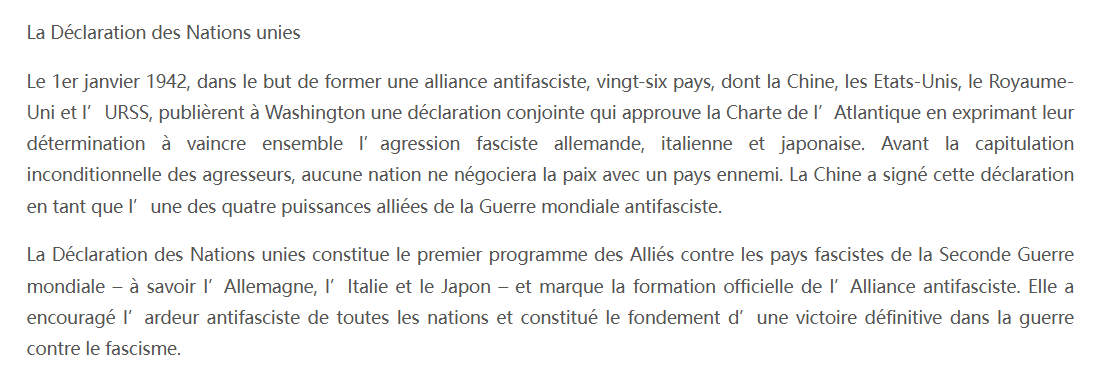 La Déclaration des Nations unies
Le 1er janvier 1942, dans le but de former une alliance antifasciste, vingt-six pays, dont la Chine, les Etats-Unis, le Royaume-
Uni et l’URSS, publièrent à Washington une déclaration conjointe qui approuve la Charte de l’Atlantique en exprimant leur
détermination à vaincre ensemble l’agression fasciste allemande, italienne et japonaise. Avant la capitulation
inconditionnelle des agresseurs, aucune nation ne négociera la paix avec un pays ennemi. La Chine a signé cette déclaration
en tant que l’une des quatre puissances alliées de la Guerre mondiale antifasciste.
La Déclaration des Nations unies constitue le premier programme des Alliés contre les pays fascistes de la Seconde Guerre
mondiale – à savoir l’Allemagne, l’Italie et le Japon – et marque la formation officielle de l’Alliance antifasciste. Elle a
encouragé l’ardeur antifasciste de toutes les nations et constitué le fondement d’une victoire définitive dans la guerre
contre le fascisme.